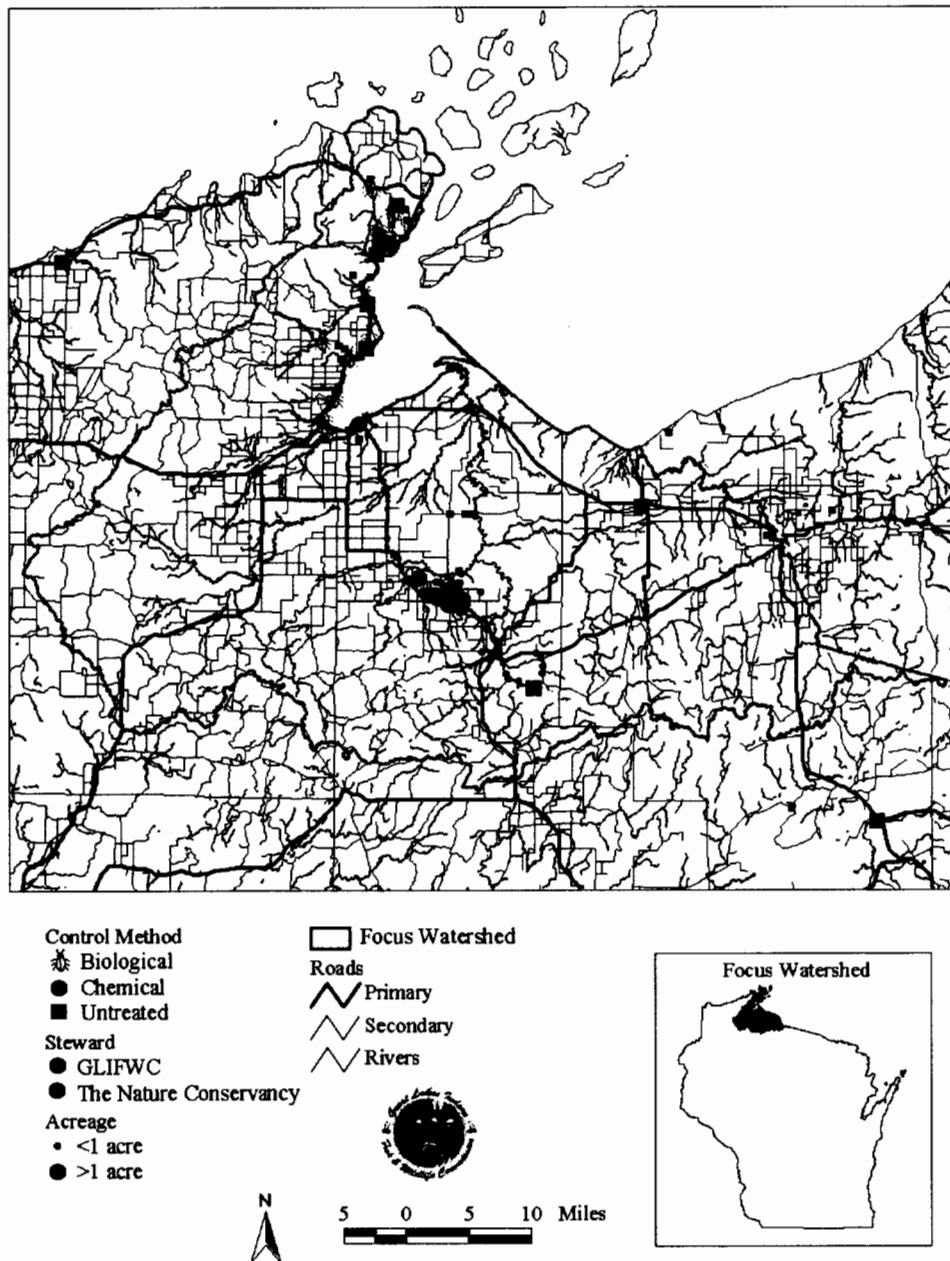 Control Method
Biological
Chemical
Untreated
Steward
GLIFWC
The Nature Conservancy
Acreage
<1 acre
>1 acre
Focus Watershed
Roads
Primary
Secondary
Rivers
N
5 0 5 10 Miles
Focus Watershed